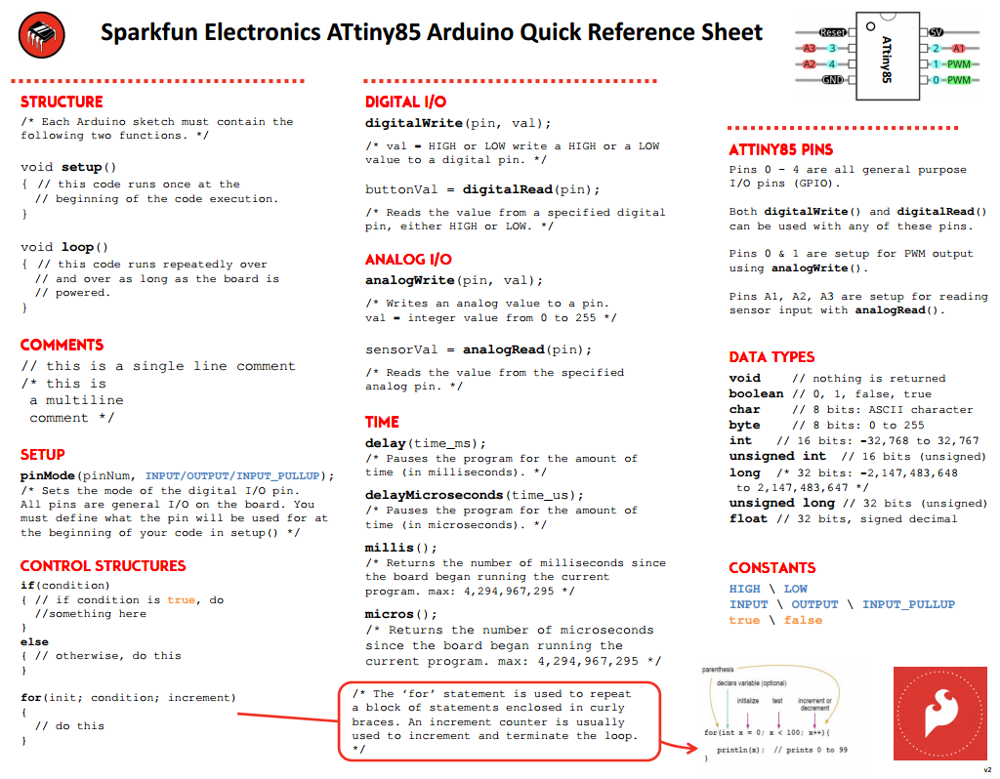 Sparkfun Electronics ATtiny85 Arduino Quick Reference Sheet
Reset 5V
A3 3 2 A1
A2 4 1 PWM
GND 0 PWM
ATtiny85
STRUCTURE
/* Each Arduino sketch must contain the
following two functions. */
void setup()
{ // this code runs once at the
// beginning of the code execution.
}
void loop()
{ // this code runs repeatedly over
// and over as long as the board is
// powered.
}
COMMENTS
// this is a single line comment
/* this is
a multiline
comment */
SETUP
pinMode(pinNum, INPUT/OUTPUT/INPUT_PULLUP);
/* Sets the mode of the digital I/O pin.
All pins are general I/O on the board. You
must define what the pin will be used for at
the beginning of your code in setup() */
CONTROL STRUCTURES
if(condition)
{ // if condition is true, do
//something here
}
else
{ // otherwise, do this
}
for(init; condition; increment)
{
// do this
}
DIGITAL I/O
digitalWrite(pin, val);
/* val = HIGH or LOW write a HIGH or a LOW
value to a digital pin. */
buttonVal = digitalRead(pin);
/* Reads the value from a specified digital
pin, either HIGH or LOW. */
ANALOG I/O
analogWrite(pin, val);
/* Writes an analog value to a pin.
val = integer value from 0 to 255 */
sensorVal = analogRead(pin);
/* Reads the value from the specified
analog pin. */
TIME
delay(time_ms);
/* Pauses the program for the amount of
time (in milliseconds). */
delayMicroseconds(time_us);
/* Pauses the program for the amount of
time (in microseconds). */
millis();
/* Returns the number of milliseconds since
the board began running the current
program. max: 4,294,967,295 */
micros();
/* Returns the number of microseconds
since the board began running the
current program. max: 4,294,967,295 */
/* The ‘for’ statement is used to repeat
a block of statements enclosed in curly
braces. An increment counter is usually
used to increment and terminate the loop.
*/
ATTINY85 PINS
Pins 0 – 4 are all general purpose
I/O pins (GPIO).
Both digitalWrite() and digitalRead()
can be used with any of these pins.
Pins 0 & 1 are setup for PWM output
using analogWrite().
Pins A1, A2, A3 are setup for reading
sensor input with analogRead().
DATA TYPES
void // nothing is returned
boolean // 0, 1, false, true
char // 8 bits: ASCII character
byte // 8 bits: 0 to 255
int // 16 bits: -32,768 to 32,767
unsigned int // 16 bits (unsigned)
long /* 32 bits: -2,147,483,648
to 2,147,483,647 */
unsigned long // 32 bits (unsigned)
float // 32 bits, signed decimal
CONSTANTS
HIGH \ LOW
INPUT \ OUTPUT \ INPUT_PULLUP
true \ false
parenthesis
declare variable (optional)
initialize test increment or
decrement
for(int x = 0; x < 100; x++){
println(x); // prints 0 to 99
}
v2